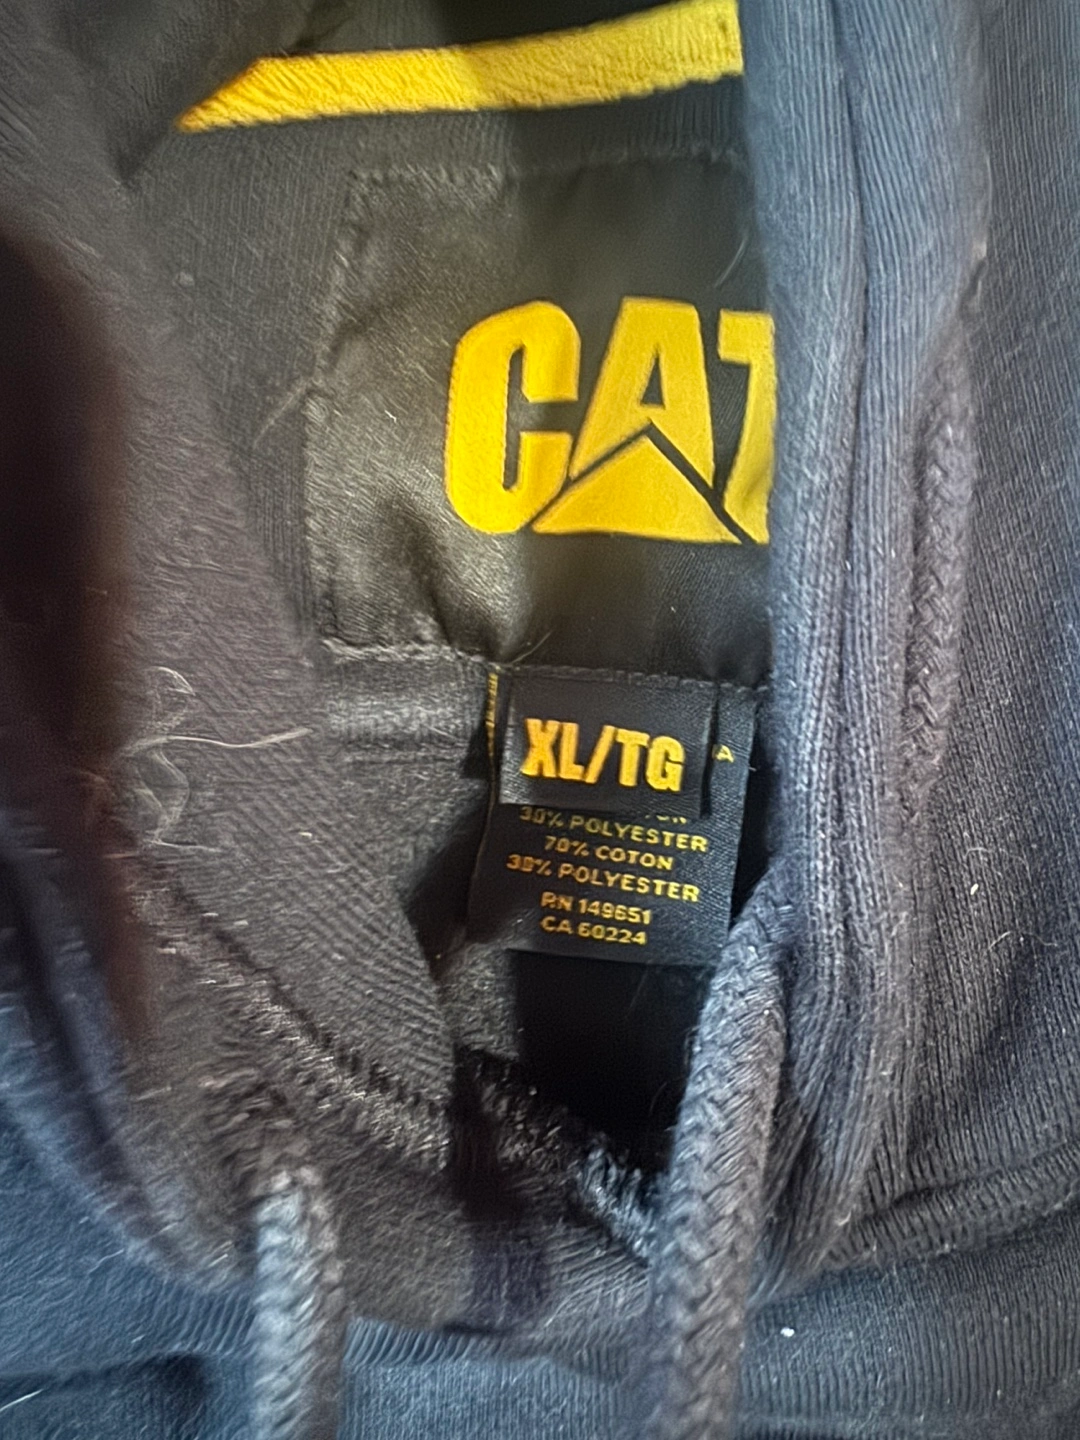 CAT
XL/TG
A
30% POLYESTER
70% COTON
30% POLYESTER
RN 149651
CA 60224